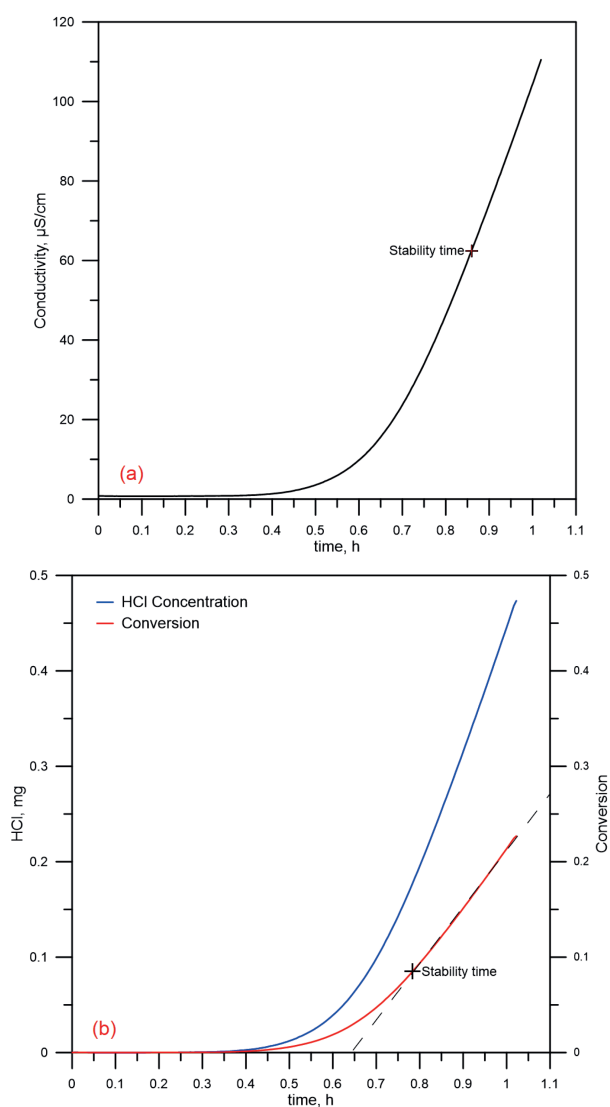 120
100
80
60
40
20
0
Conductivity, µS/cm
Stability time
(a)
0 0.1 0.2 0.3 0.4 0.5 0.6 0.7 0.8 0.9 1 1.1
time, h
0.5
0.4
0.3
0.2
0.1
0
HCl, mg
HCl Concentration
Conversion
Stability time
(b)
0.5
0.4
0.3
0.2
0.1
0
Conversion
0 0.1 0.2 0.3 0.4 0.5 0.6 0.7 0.8 0.9 1 1.1
time, h